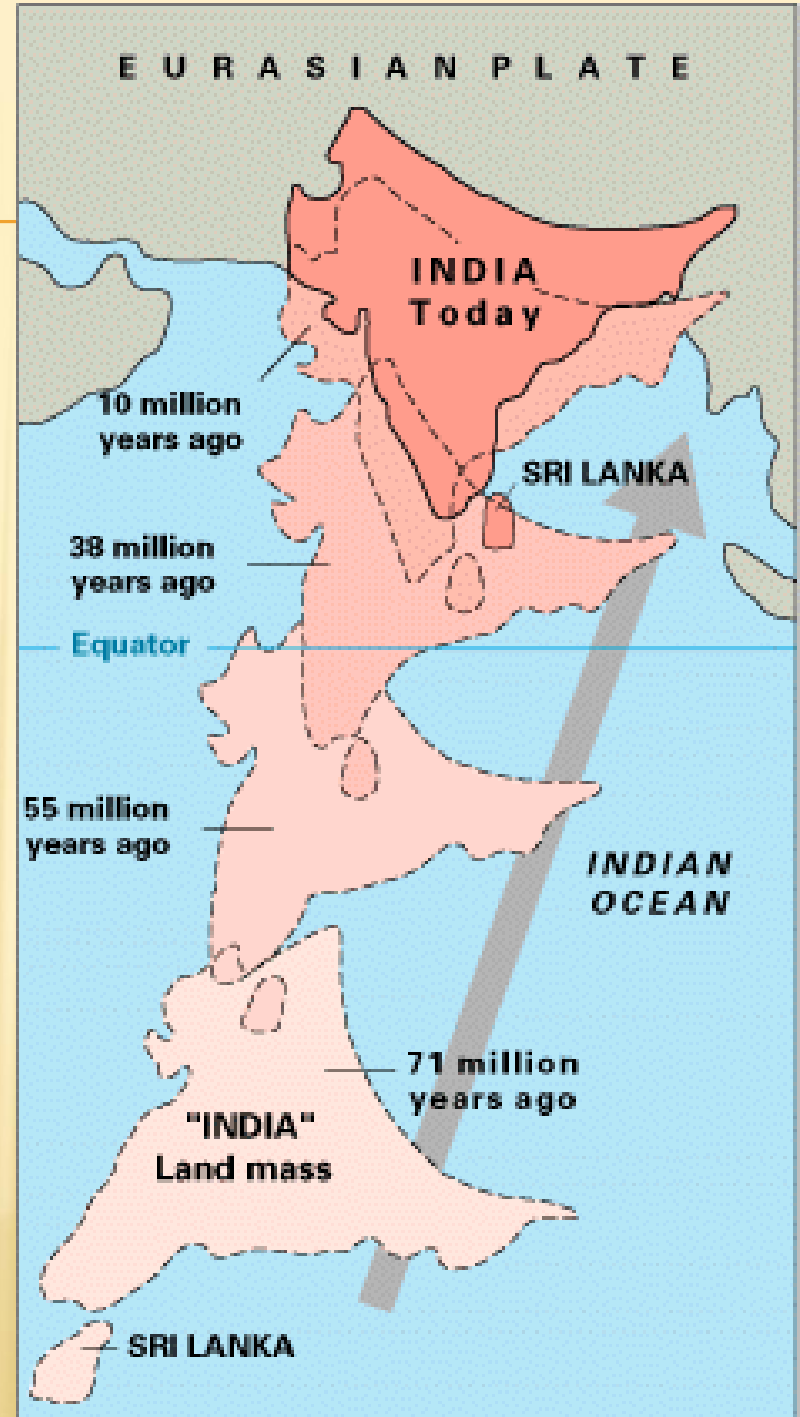 EURASIAN PLATE
INDIA
Today
10 million
years ago
SRI LANKA
38 million
years ago
Equator
55 million
years ago
INDIAN
OCEAN
71 million
years ago
"INDIA"
Land mass
SRI LANKA